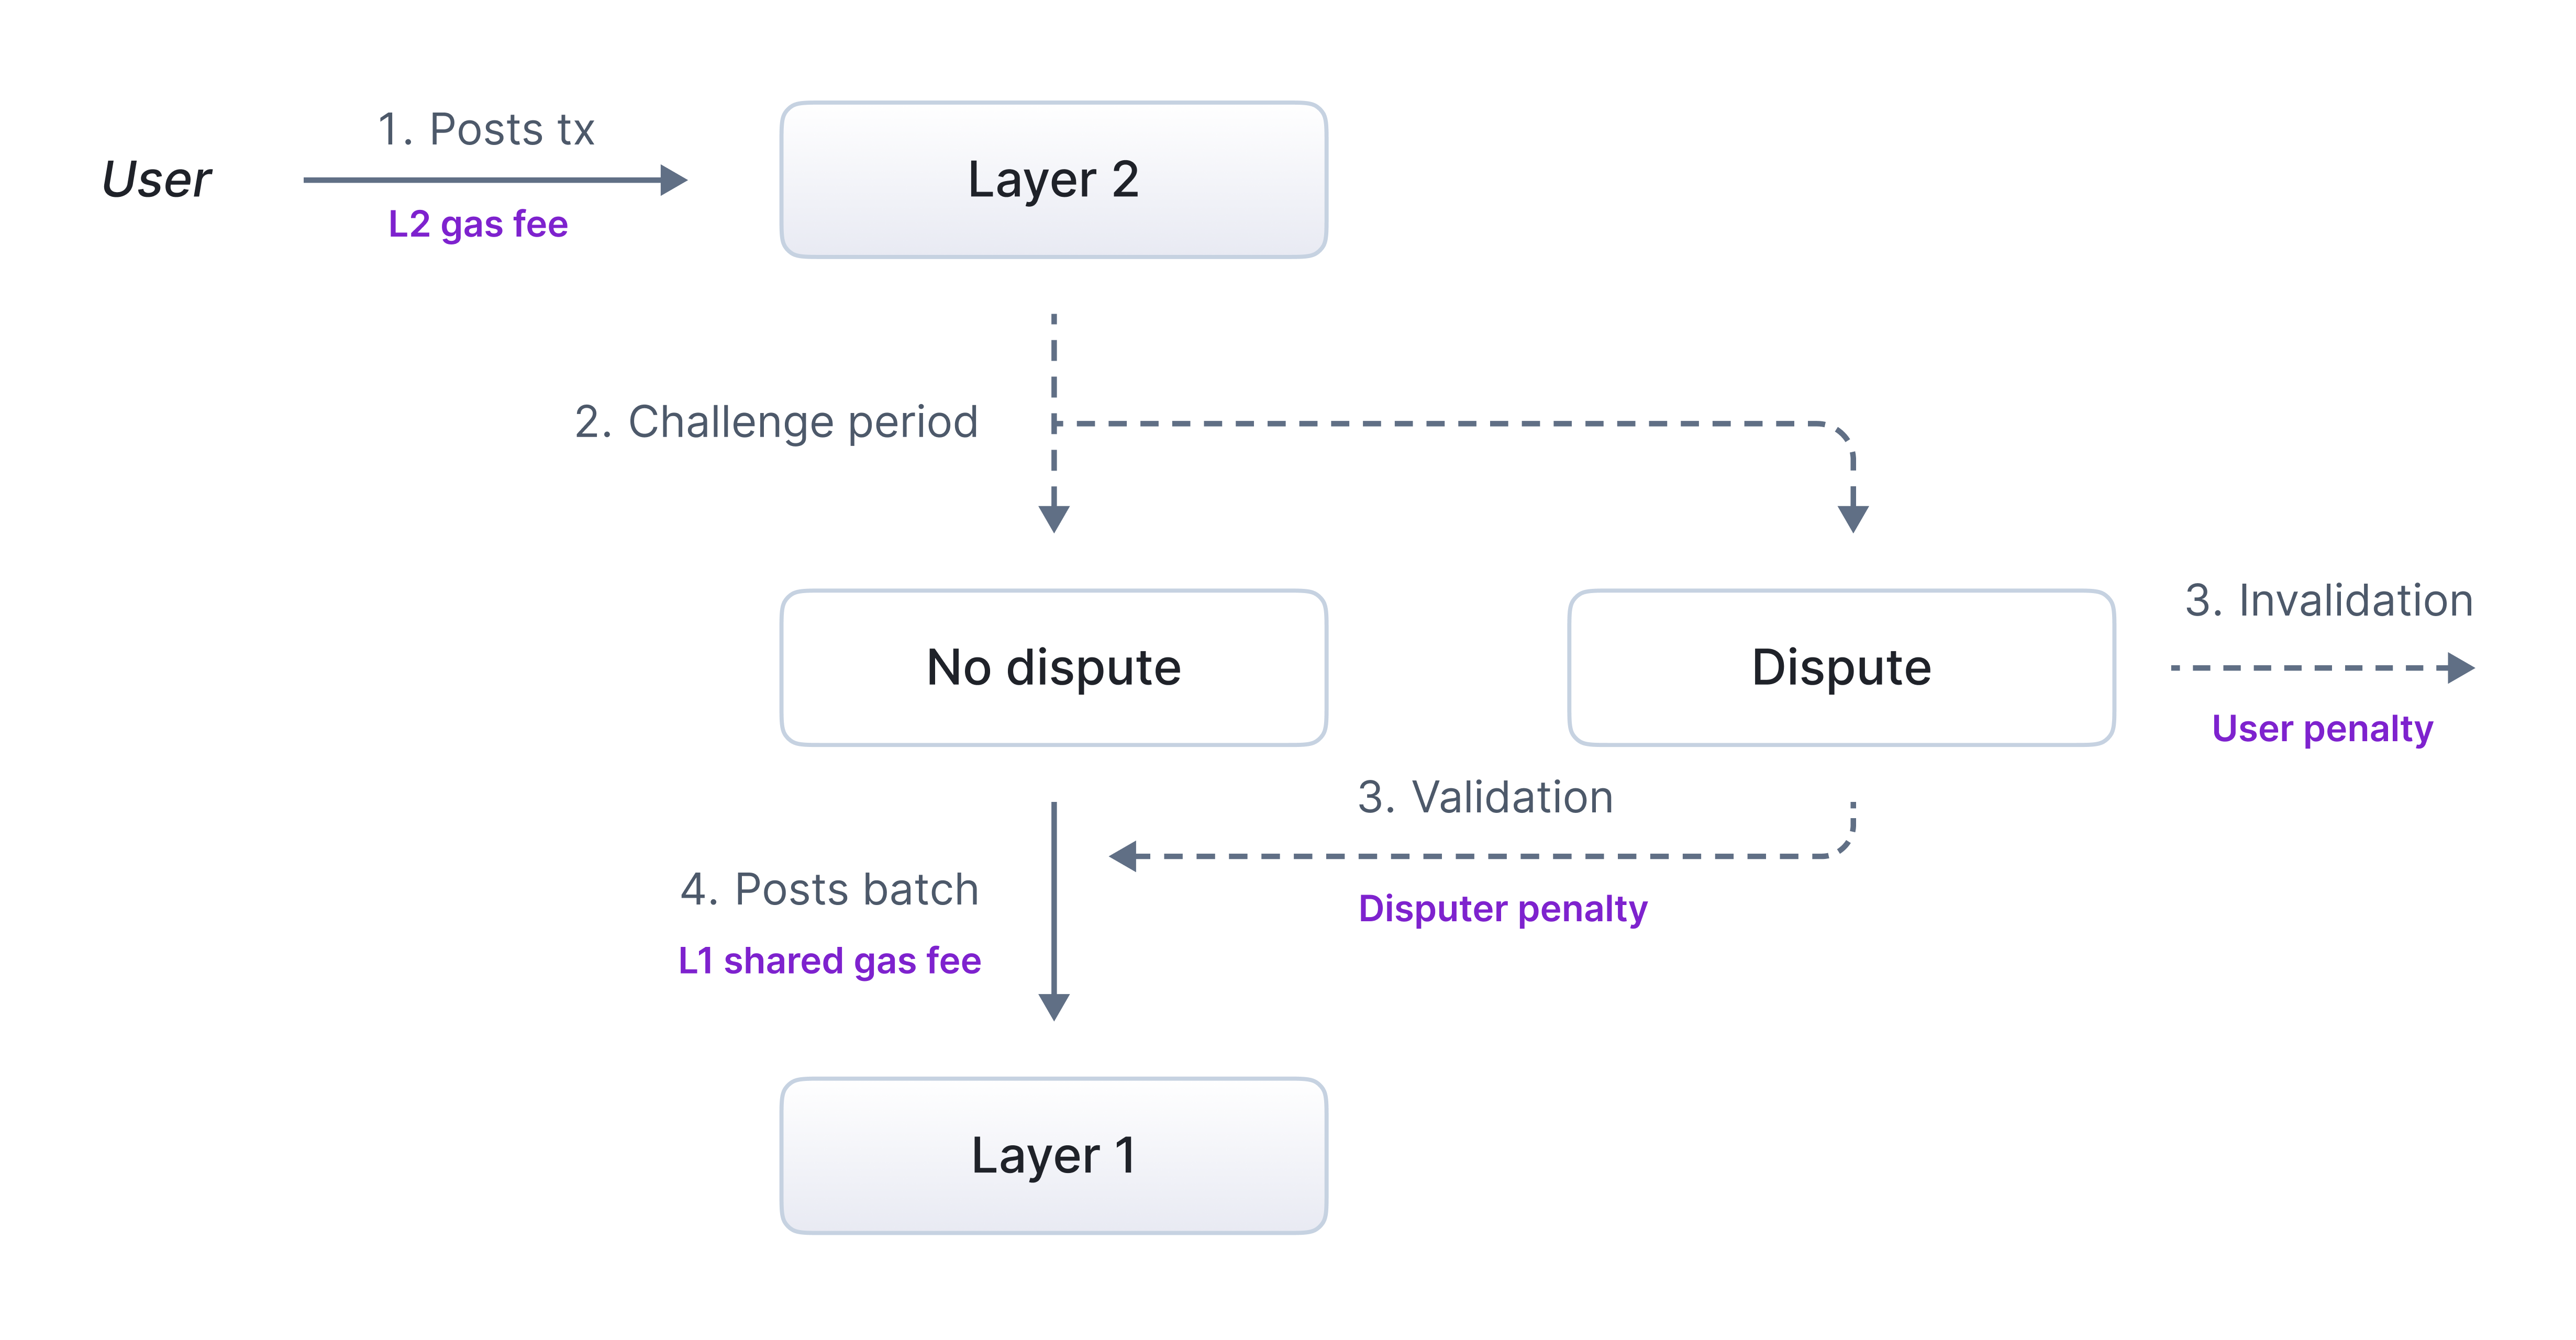 1. Posts tx
User
L2 gas fee
Layer 2
2. Challenge period
No dispute
Dispute
3. Invalidation
User penalty
3. Validation
Disputer penalty
4. Posts batch
L1 shared gas fee
Layer 1